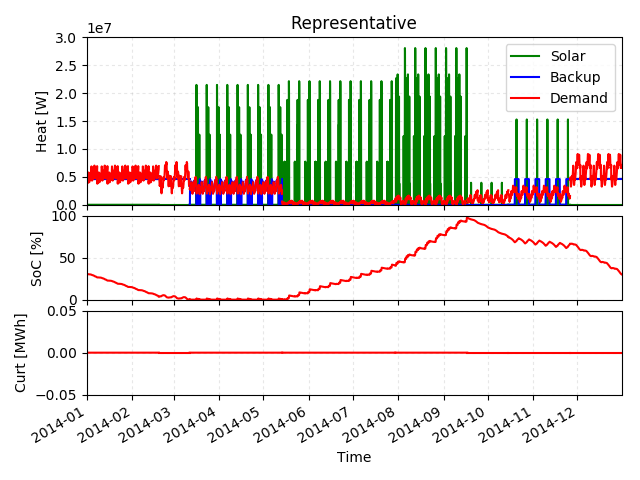 Representative
1e7
3.0
2.5
2.0
1.5
1.0
0.5
0.0
Heat [W]
Solar
Backup
Demand
100
50
0
SoC [%]
0.05
0.00
−0.05
Curt [MWh]
2014-01
2014-02
2014-03
2014-04
2014-05
2014-06
2014-07
2014-08
2014-09
2014-10
2014-11
2014-12
Time